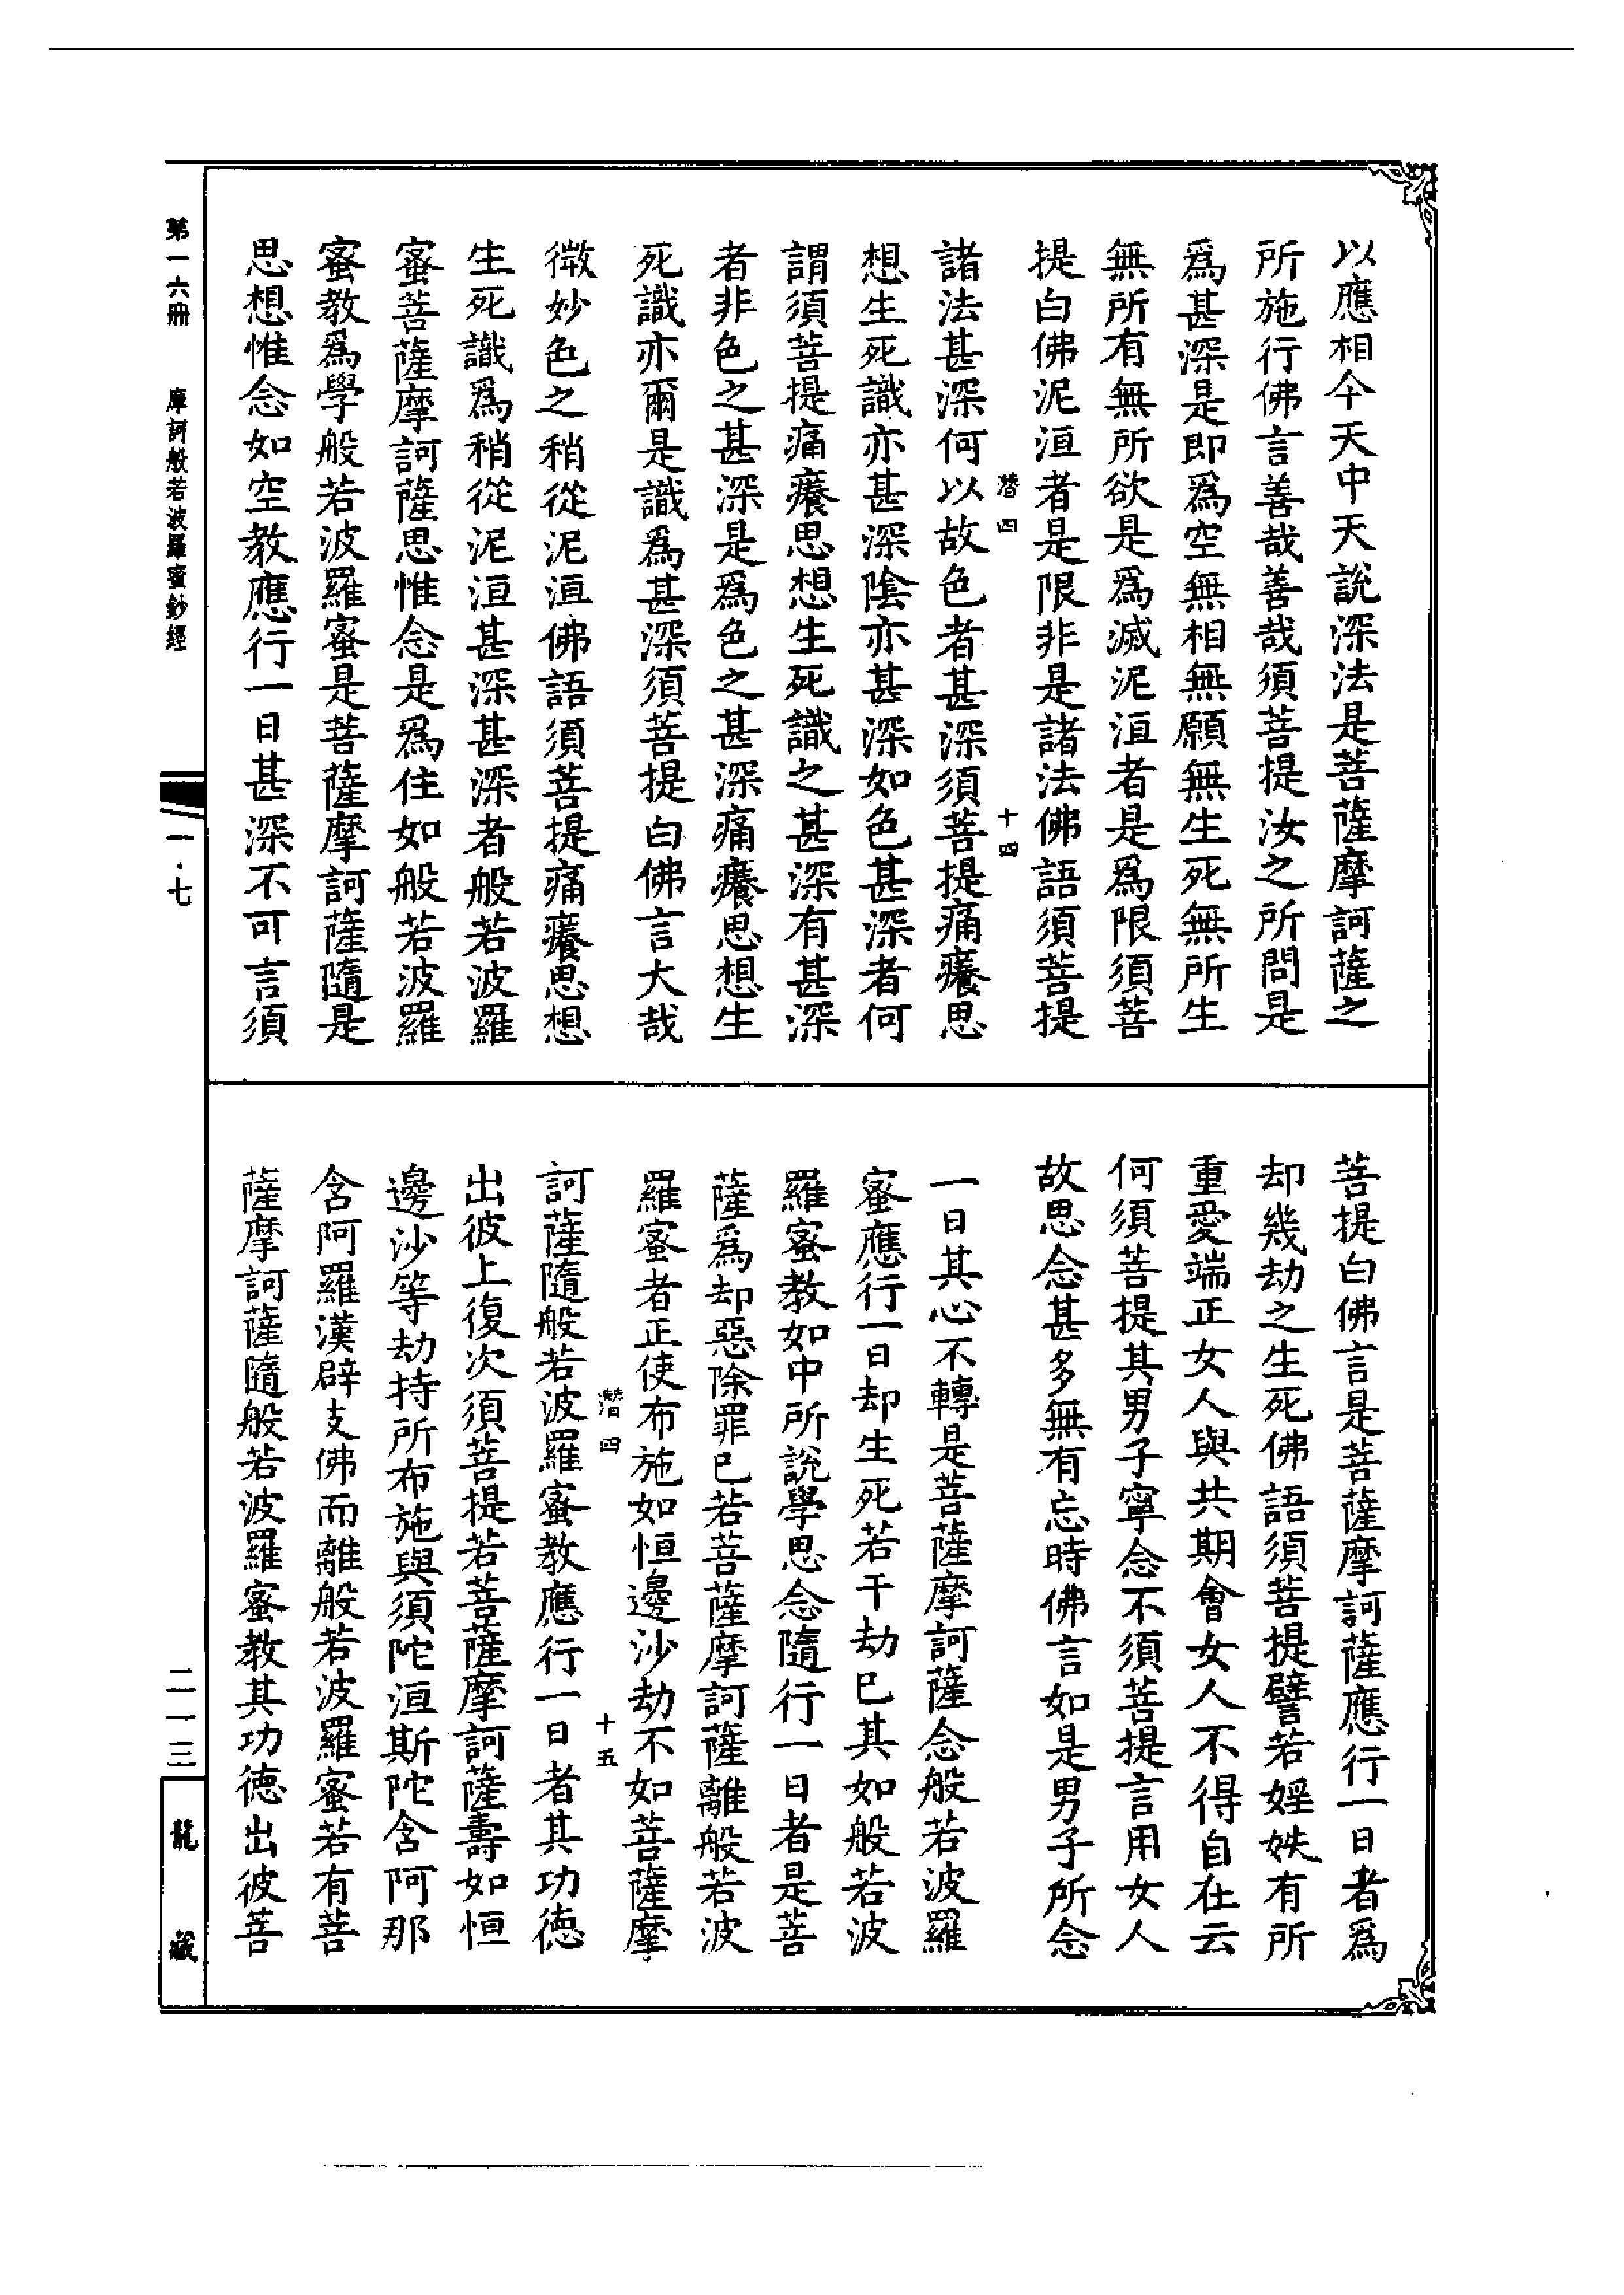 以應相今天中天說深法是菩薩摩訶薩之
所施行佛言善哉善哉須菩提汝之所問是
爲甚深是即爲空無相無願無生死無所生
無所有無所欲是爲滅泥洹者是爲限須菩
提白佛泥洹者是限非是諸法佛語須菩提
潛四 十四
諸法甚深何以故色者甚深須菩提痛癢思
想生死識亦甚深陰亦甚深如色甚深者何
謂須菩提痛癢思想生死識之甚深有甚深
者非色之甚深是爲色之甚深痛癢思想生
死識亦爾是識爲甚深須菩提白佛言大哉
微妙色之稍從泥洹佛語須菩提痛癢思想
生死識爲稍從泥洹甚深甚深者般若波羅
蜜菩薩摩訶薩思惟念是爲住如般若波羅
蜜教爲學般若波羅蜜是菩薩摩訶薩隨是
思想惟念如空教應行一日甚深不可言須
菩提白佛言是菩薩摩訶薩應行一日者爲
却幾劫之生死佛語須菩提譬若婬妷有所
重愛端正女人與共期會女人不得自在云
何須菩提其男子寧念不須菩提言用女人
故思念甚多無有忘時佛言如是男子所念
一日其心不轉是菩薩摩訶薩念般若波羅
蜜應行一日却生死若干劫已其如般若波
羅蜜教如中所說學思念隨行一日者是菩
薩爲却惡除罪已若菩薩摩訶薩離般若波
羅蜜者正使布施如恒邊沙劫不如菩薩摩
潛四 十五
訶薩隨般若波羅蜜教應行一日者其功德
出彼上復次須菩提若菩薩摩訶薩壽如恒
邊沙等劫持所布施與須陀洹斯陀含阿那
含阿羅漢辟支佛而離般若波羅蜜若有菩
薩摩訶薩隨般若波羅蜜教其功德出彼菩
第一六冊 摩訶般若波羅蜜鈔經
一·七
二一三
龍藏